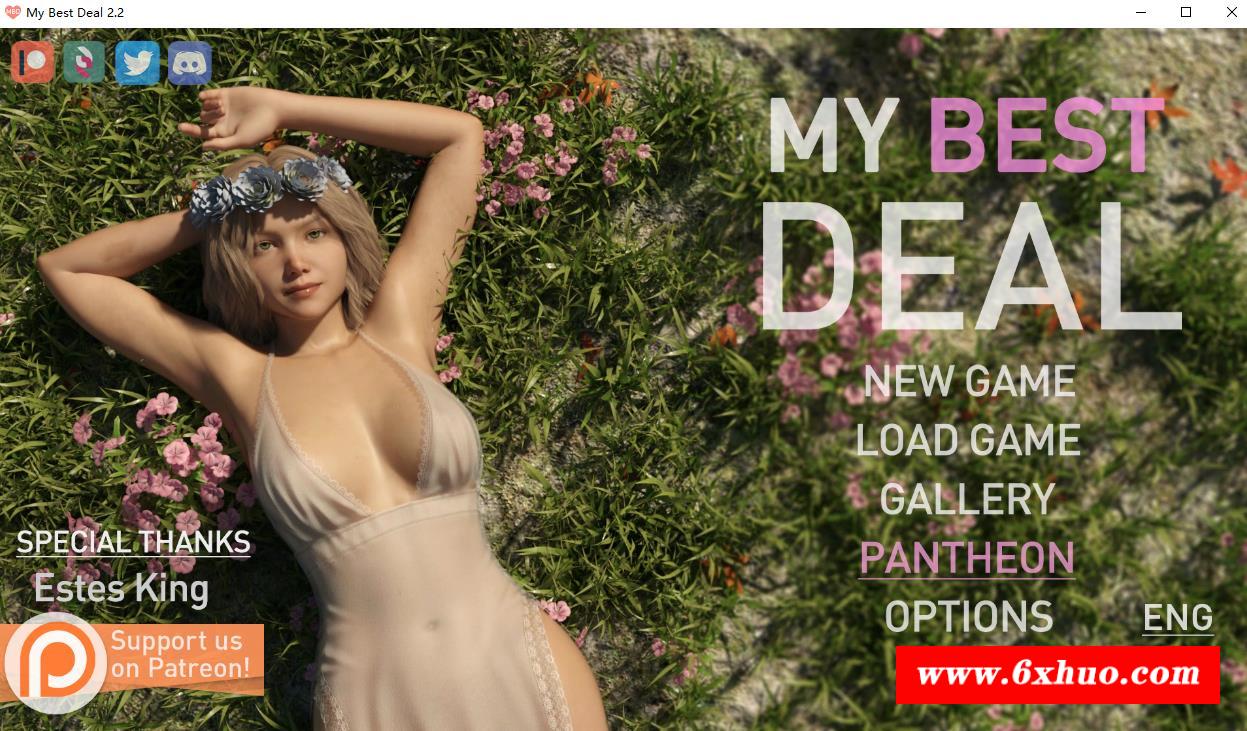 My Best Deal 2.2
MY BEST
DEAL
NEW GAME
LOAD GAME
GALLERY
PANTHEON
OPTIONS
ENG
SPECIAL THANKS
Estes King
Support us
on Patreon!
www.6xhuo.com